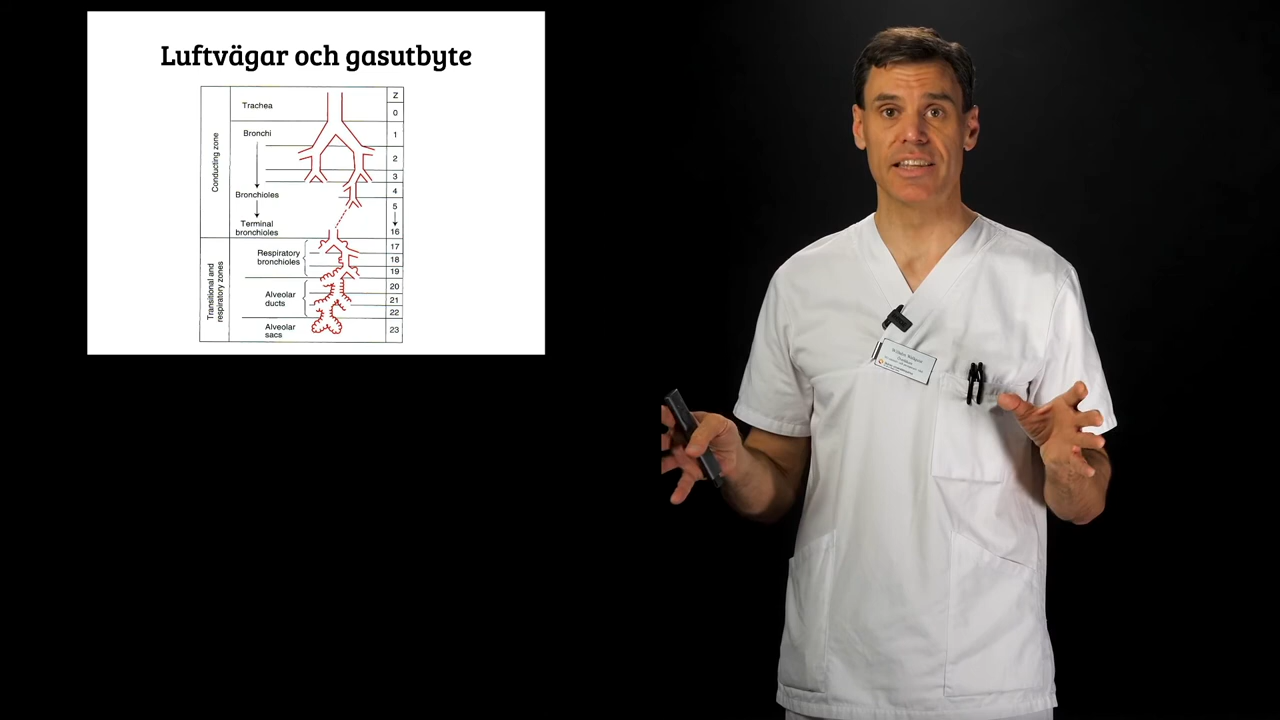 Luftvägar och gasutbyte
Z
Trachea
0
Conducting zone
Bronchi
1
2
3
4
Bronchioles
5
Terminal
bronchioles
16
Transitional and
respiratory zones
17
Respiratory
bronchioles
18
19
20
Alveolar
ducts
21
22
Alveolar
sacs
23